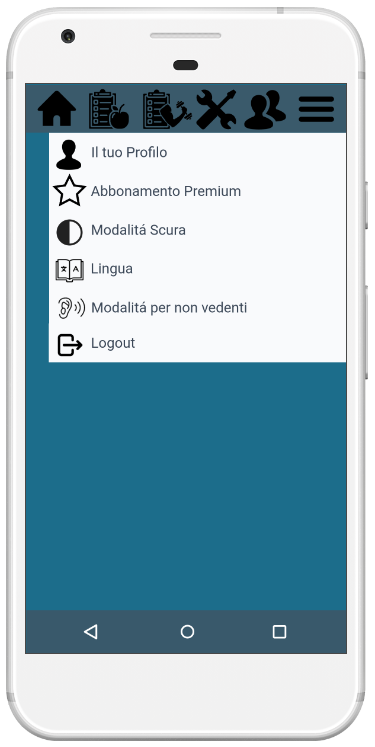 Il tuo Profilo
Abbonamento Premium
Modalitá Scura
Lingua
Modalitá per non vedenti
Logout